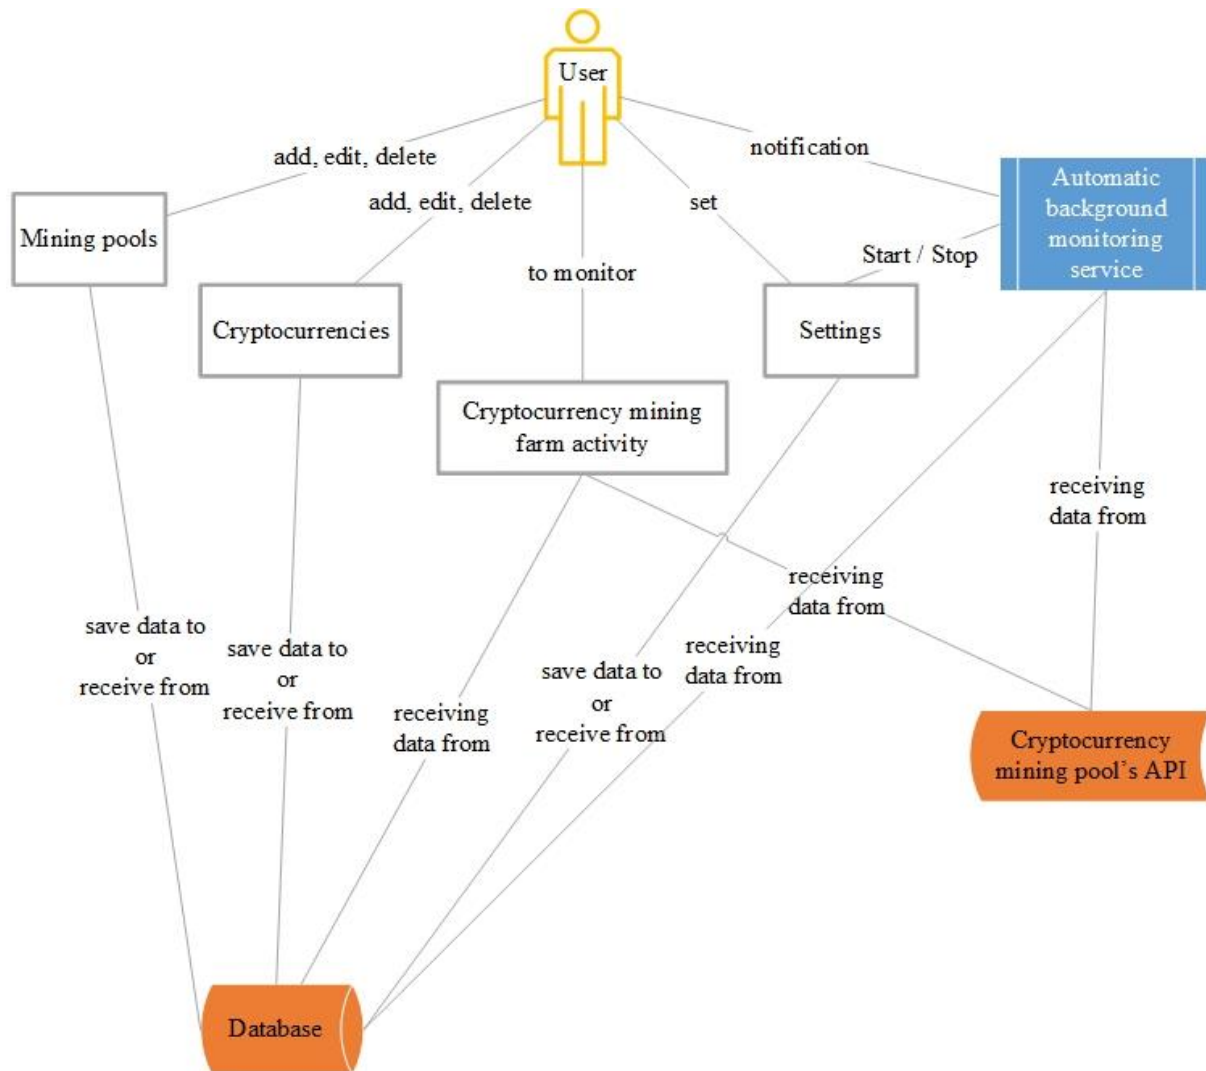 User
add, edit, delete
notification
add, edit, delete
set
Automatic
background
monitoring
service
Mining pools
Start / Stop
to monitor
Cryptocurrencies
Settings
Cryptocurrency mining
farm activity
receiving
data from
receiving
data from
save data to
or
receive from
save data to
or
receive from
receiving
data from
save data to
or
receive from
receiving
data from
Cryptocurrency
mining pool’s API
Database